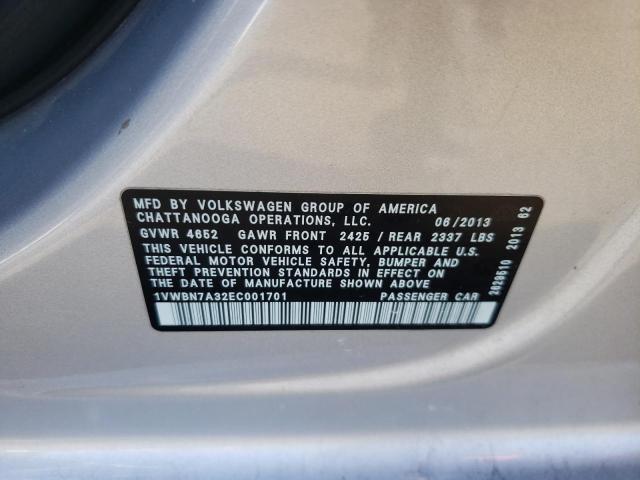 MFD BY VOLKSWAGEN GROUP OF AMERICA
CHATTANOOGA OPERATIONS, LLC. 06/2013
GVWR 4652 GAWR FRONT 2425 / REAR 2337 LBS
THIS VEHICLE CONFORMS TO ALL APPLICABLE U.S.
FEDERAL MOTOR VEHICLE SAFETY, BUMPER AND
THEFT PREVENTION STANDARDS IN EFFECT ON
THE DATE OF MANUFACTURE SHOWN ABOVE
1VWBN7A32EC001701 PASSENGER CAR
2629510 2013 62